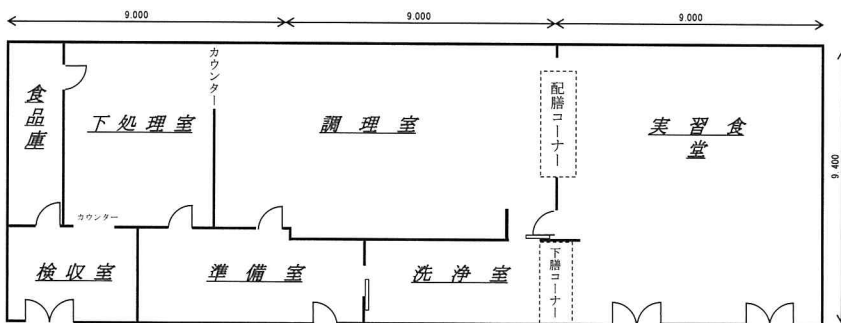 9.000
9.000
9.000
カウンター
食品庫
下処理室
調理室
配膳コーナー
実習食
堂
9.400
カウンター
検収室
準備室
洗浄室
下膳コーナー